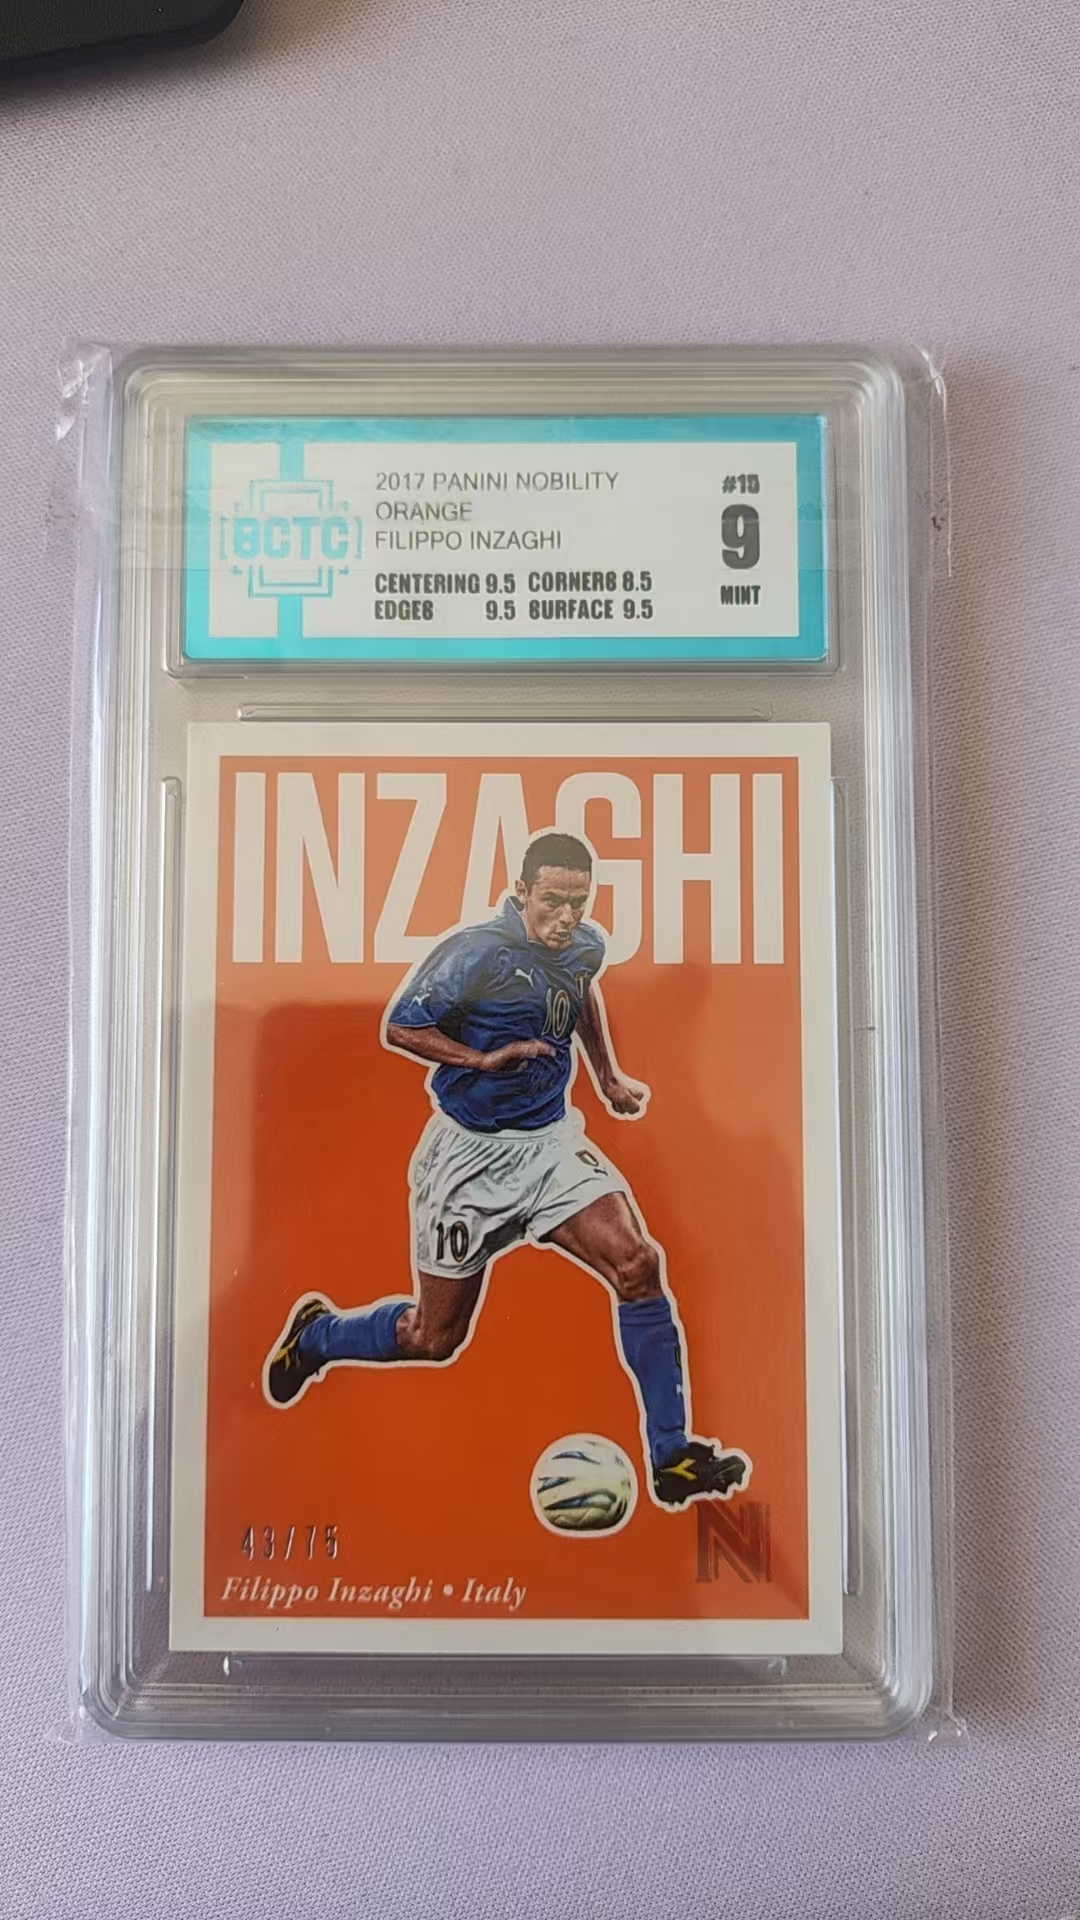 2017 PANINI NOBILITY
ORANGE
FILIPPO INZAGHI
CENTERING 9.5 CORNERS 8.5
EDGES 9.5 SURFACE 9.5
#15
9
MINT
[BCTC]
INZAGHI
10
10
43/75
N
Filippo Inzaghi • Italy